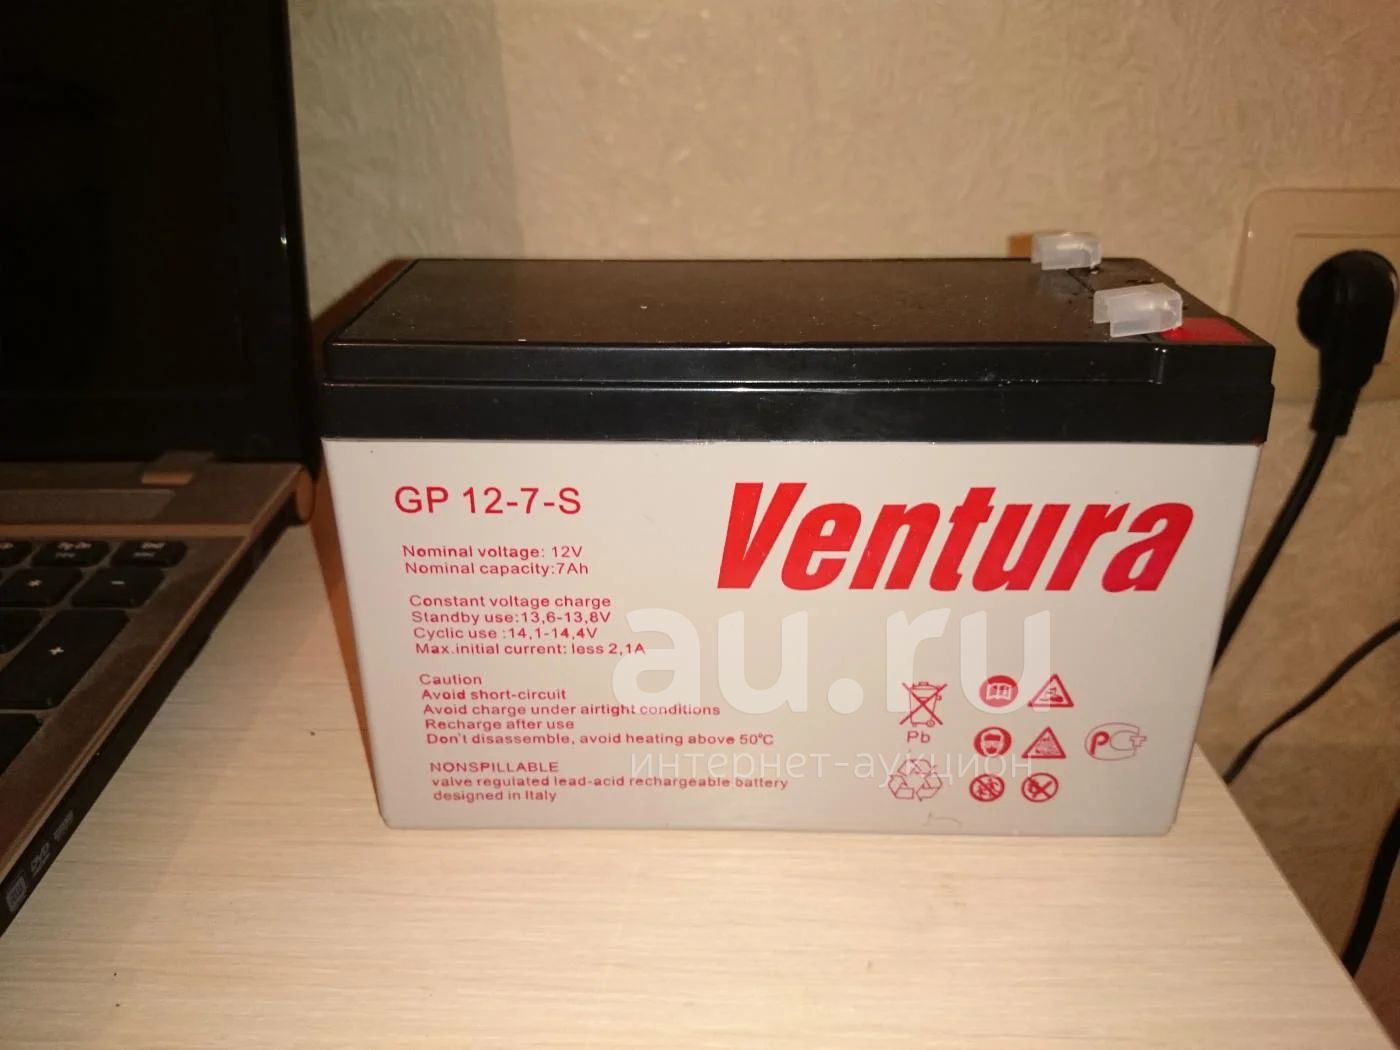 GP 12-7-S
Ventura
Nominal voltage: 12V
Nominal capacity:7Ah
Constant voltage charge
Standby use:13,6-13,8V
Cyclic use :14,1-14,4V
Max.initial current: less 2,1A
Caution
Avoid short-circuit
Avoid charge under airtight conditions
Recharge after use
Don't disassemble, avoid heating above 50°C
NONSPILLABLE
valve regulated lead-acid rechargeable battery
designed in Italy
Pb
au.ru
интернет-аукцион
End
DVD